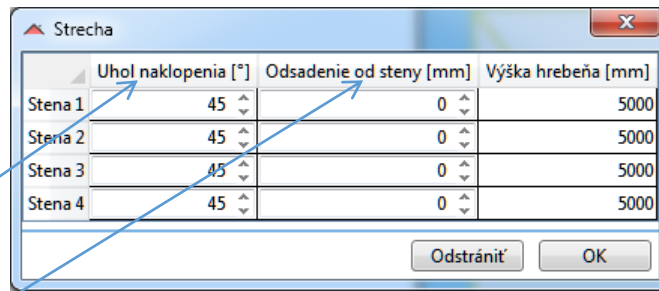 Strecha
Uhol naklopenia [°] Odsadenie od steny [mm] Výška hrebeňa [mm]
Stena 1 45 0 5000
Stena 2 45 0 5000
Stena 3 45 0 5000
Stena 4 45 0 5000
Odstrániť OK